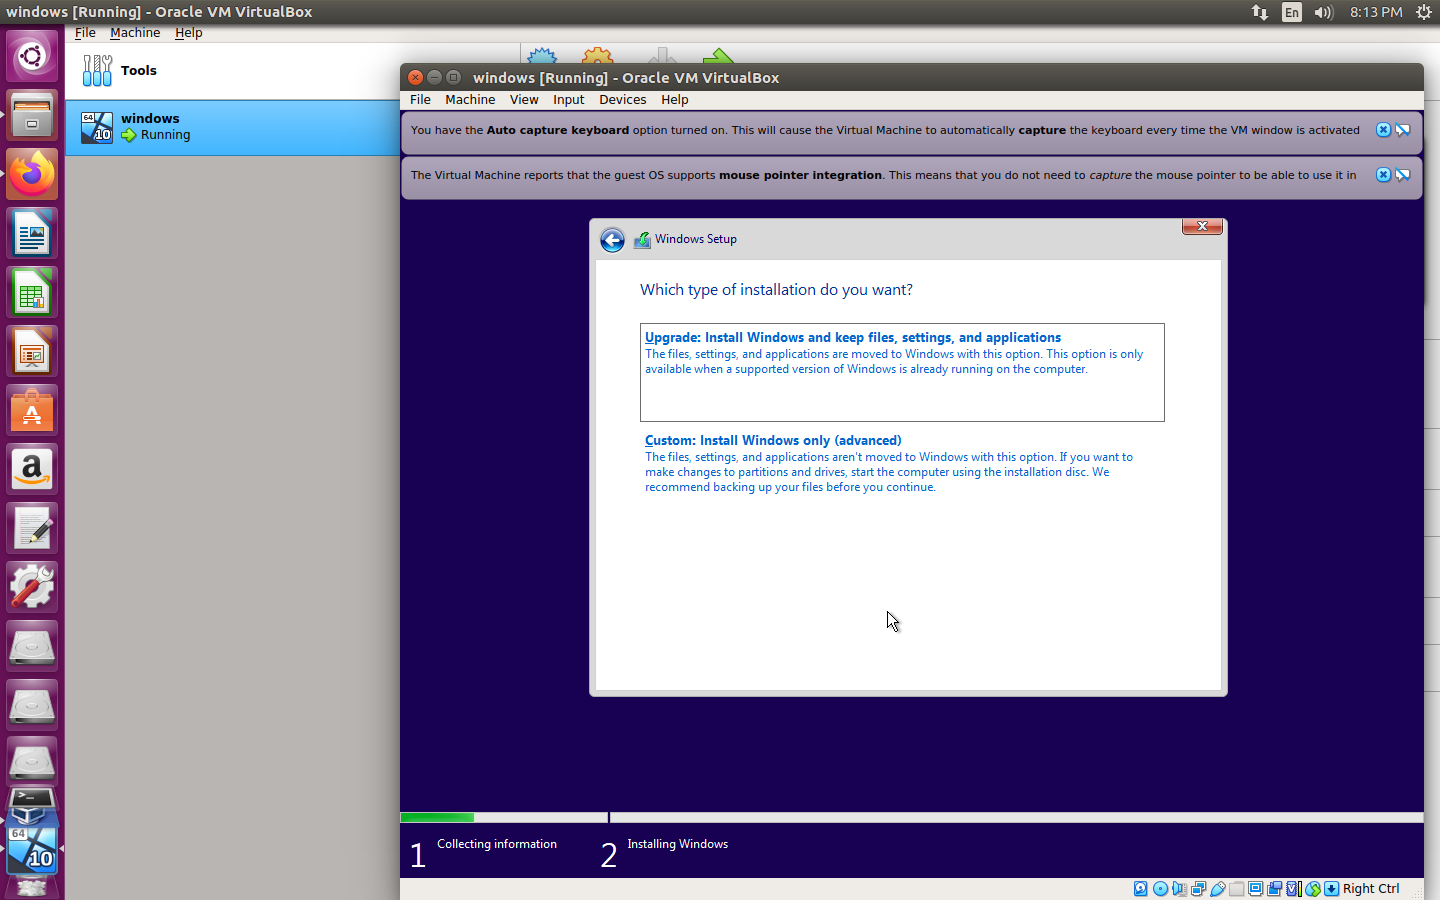 windows [Running] - Oracle VM VirtualBox
En
8:13 PM
File Machine Help
Tools
windows
Running
64
10
windows [Running] - Oracle VM VirtualBox
File Machine View Input Devices Help
You have the Auto capture keyboard option turned on. This will cause the Virtual Machine to automatically capture the keyboard every time the VM window is activated
The Virtual Machine reports that the guest OS supports mouse pointer integration. This means that you do not need to capture the mouse pointer to be able to use it in
Windows Setup
Which type of installation do you want?
Upgrade: Install Windows and keep files, settings, and applications
The files, settings, and applications are moved to Windows with this option. This option is only
available when a supported version of Windows is already running on the computer.
Custom: Install Windows only (advanced)
The files, settings, and applications aren't moved to Windows with this option. If you want to
make changes to partitions and drives, start the computer using the installation disc. We
recommend backing up your files before you continue.
1 Collecting information
2 Installing Windows
64
10
Right Ctrl